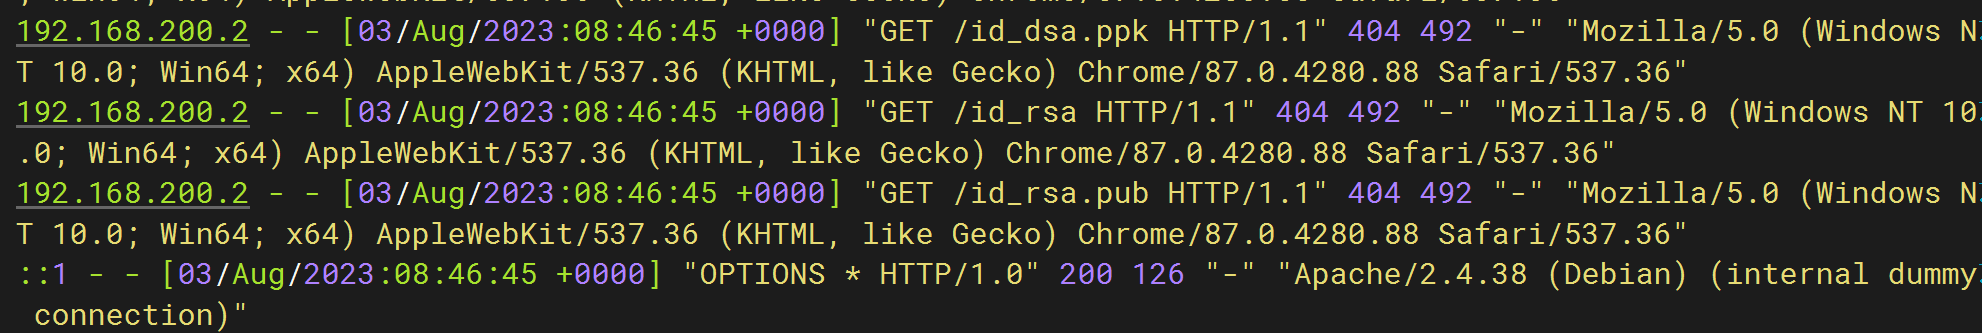 192.168.200.2 - - [03/Aug/2023:08:46:45 +0000] "GET /id_dsa.ppk HTTP/1.1" 404 492 "-" "Mozilla/5.0 (Windows N
T 10.0; Win64; x64) AppleWebKit/537.36 (KHTML, like Gecko) Chrome/87.0.4280.88 Safari/537.36"
192.168.200.2 - - [03/Aug/2023:08:46:45 +0000] "GET /id_rsa HTTP/1.1" 404 492 "-" "Mozilla/5.0 (Windows NT 10
.0; Win64; x64) AppleWebKit/537.36 (KHTML, like Gecko) Chrome/87.0.4280.88 Safari/537.36"
192.168.200.2 - - [03/Aug/2023:08:46:45 +0000] "GET /id_rsa.pub HTTP/1.1" 404 492 "-" "Mozilla/5.0 (Windows N
T 10.0; Win64; x64) AppleWebKit/537.36 (KHTML, like Gecko) Chrome/87.0.4280.88 Safari/537.36"
::1 - - [03/Aug/2023:08:46:45 +0000] "OPTIONS * HTTP/1.0" 200 126 "-" "Apache/2.4.38 (Debian) (internal dummy
connection)"